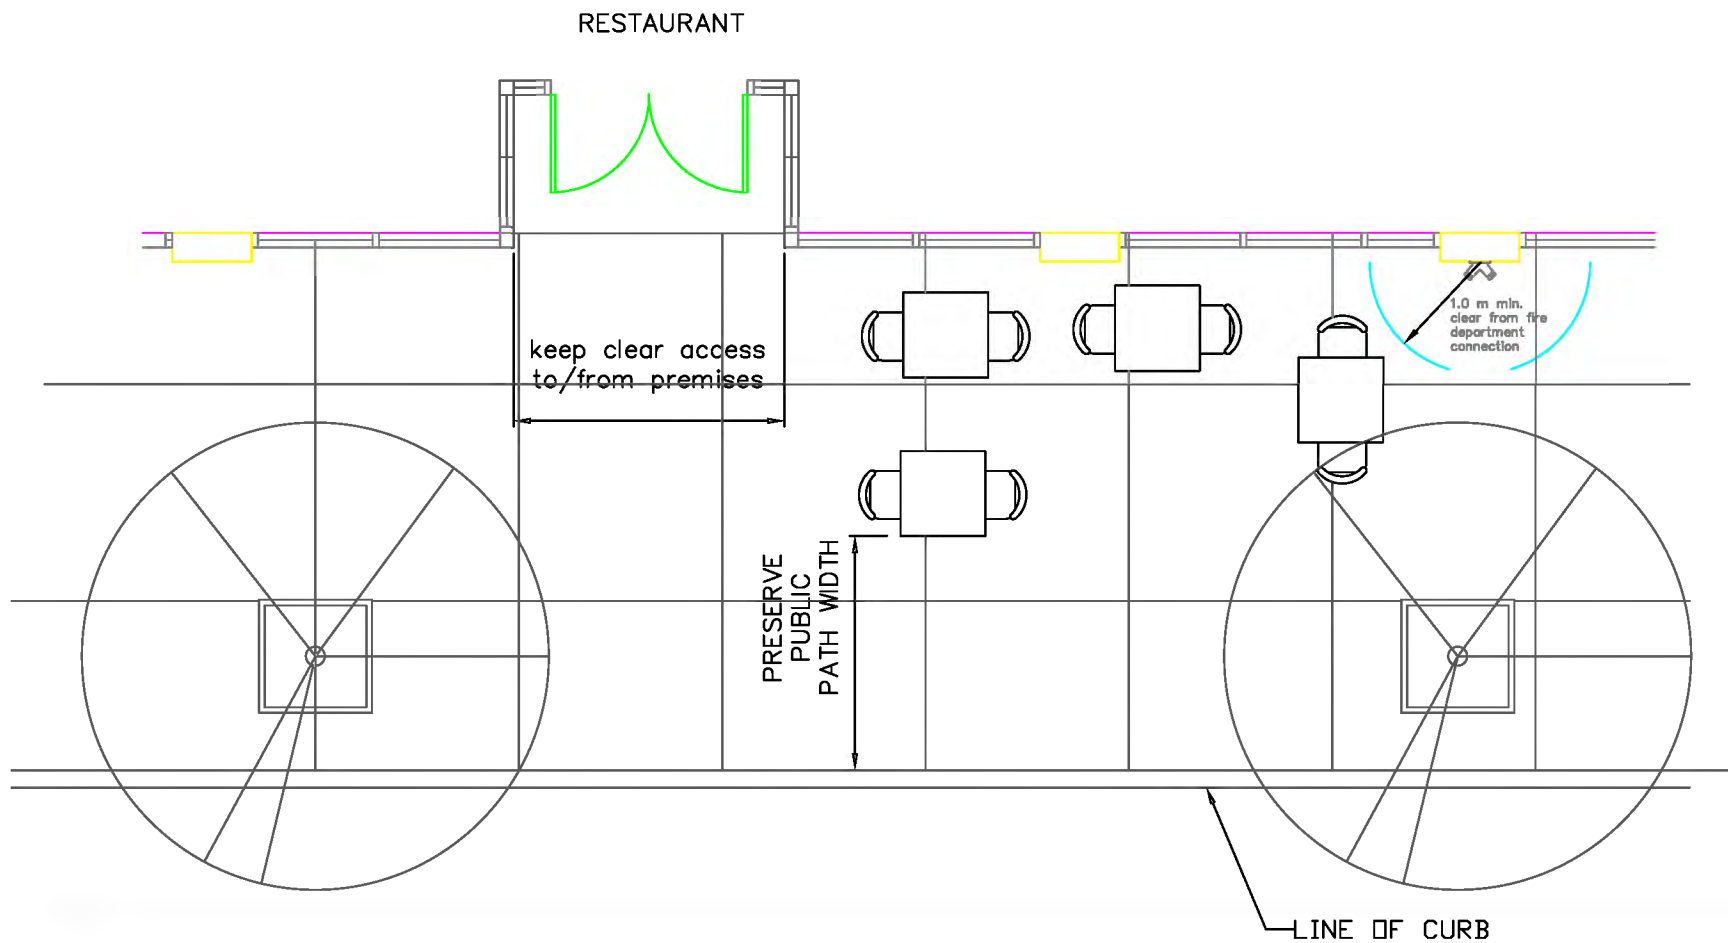 RESTAURANT
keep clear access
to/from premises
1.0 m min.
clear from fire
department
connection
PRESERVE
PUBLIC
PATH WIDTH
LINE OF CURB